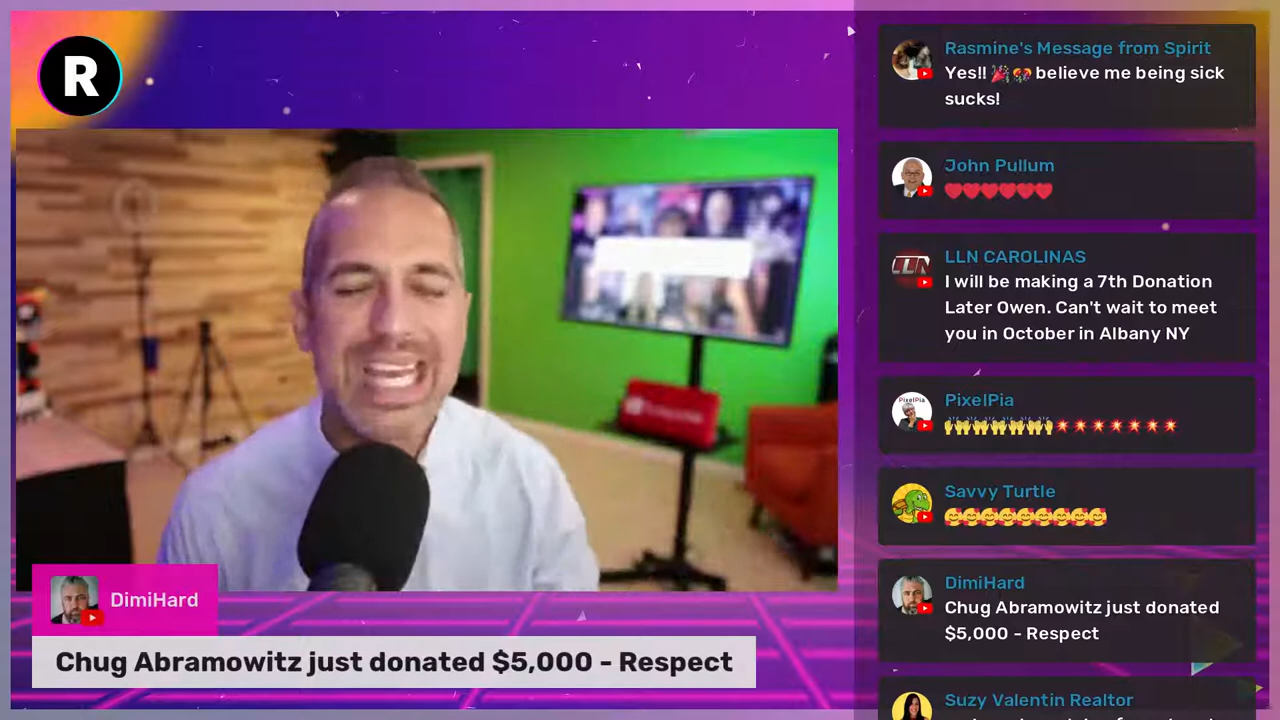 R
DimiHard
Chug Abramowitz just donated $5,000 - Respect
Rasmine's Message from Spirit
Yes!! 🎉🎊 believe me being sick
sucks!
John Pullum
❤️❤️❤️❤️❤️❤️
LLN CAROLINAS
LLN
I will be making a 7th Donation
Later Owen. Can't wait to meet
you in October in Albany NY
PixelPia
PixelPia
🙌🙌🙌🙌🙌🙌💥💥💥💥💥💥💥
Savvy Turtle
🥰🥰🥰🥰🥰🥰🥰🥰🥰
DimiHard
Chug Abramowitz just donated
$5,000 - Respect
Suzy Valentin Realtor